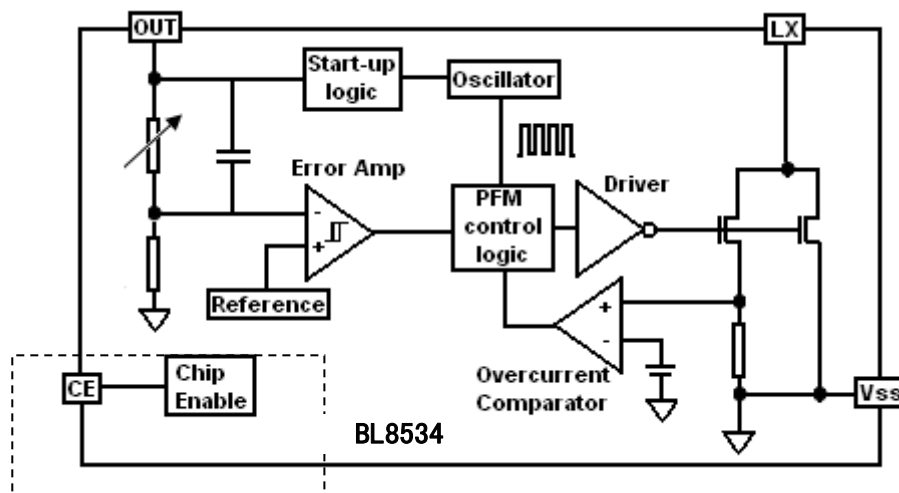 OUT
LX
Start-up
logic
Oscillator
Error Amp
Driver
PFM
control
logic
-
+
Reference
+
-
CE
Chip
Enable
Overcurrent
Comparator
Vss
BL8534